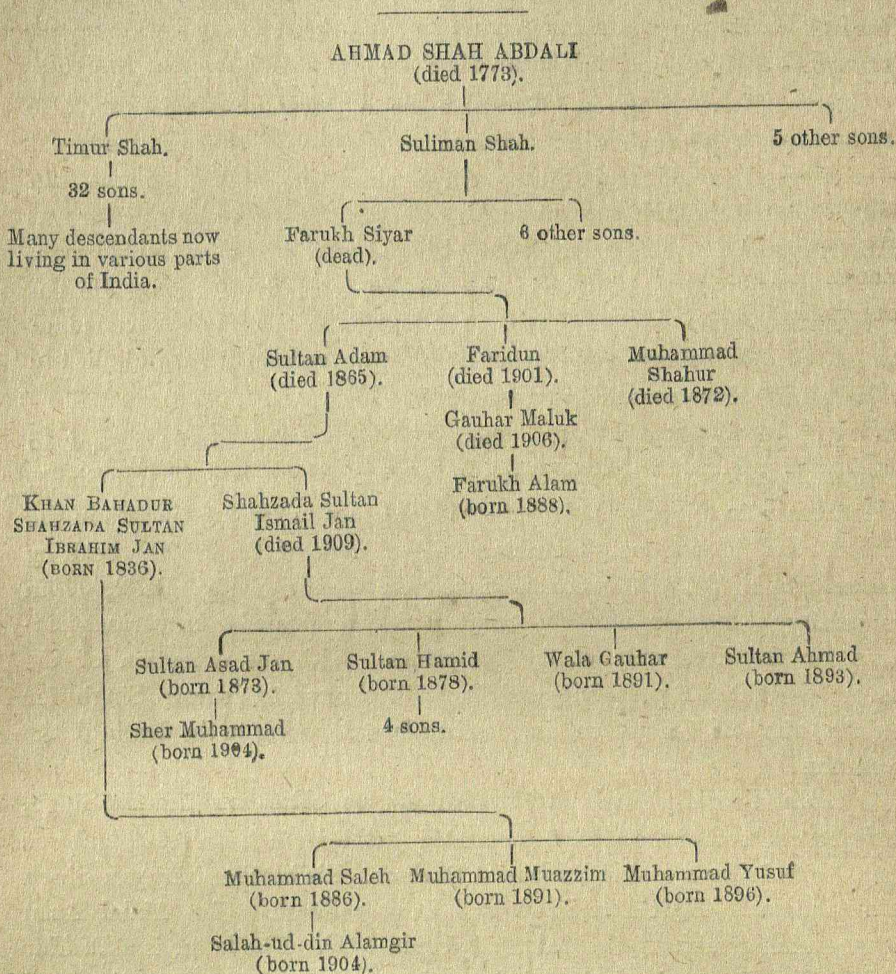 AHMAD SHAH ABDALI
(died 1773).
Timur Shah.
Suliman Shah.
5 other sons.
32 sons.
Many descendants now
living in various parts
of India.
Farukh Siyar
(dead).
6 other sons.
Sultan Adam
(died 1865).
Faridun
(died 1901).
Muhammad
Shahur
(died 1872).
Gauhar Maluk
(died 1906).
Farukh Alam
(born 1888).
KHAN BAHADUR
SHAHZADA SULTAN
IBRAHIM JAN
(BORN 1836).
Shahzada Sultan
Ismail Jan
(died 1909).
Sultan Asad Jan
(born 1873).
Sultan Hamid
(born 1878).
Wala Gauhar
(born 1891).
Sultan Ahmad
(born 1893).
Sher Muhammad
(born 1904).
4 sons.
Muhammad Saleh
(born 1886).
Muhammad Muazzim
(born 1891).
Muhammad Yusuf
(born 1896).
Salah-ud-din Alamgir
(born 1904).